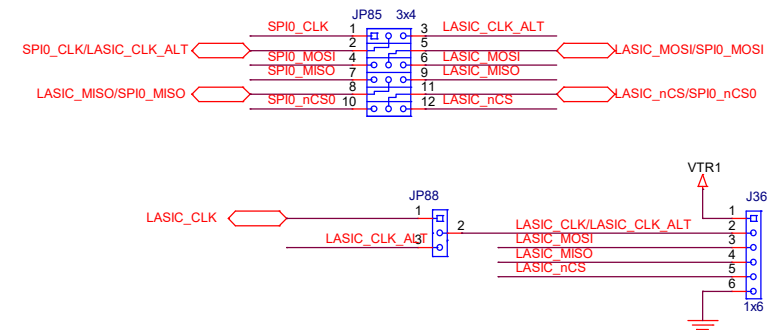 JP85 3x4
SPI0_CLK 1 3 LASIC_CLK_ALT
SPI0_CLK/LASIC_CLK_ALT 2 5 LASIC_MOSI/SPI0_MOSI
SPI0_MOSI 4 6 LASIC_MOSI
SPI0_MISO 7 9 LASIC_MISO
LASIC_MISO/SPI0_MISO 8 11 LASIC_nCS/SPI0_nCS0
SPI0_nCS0 10 12 LASIC_nCS
VTR1
JP88 J36
LASIC_CLK 1 1
2 LASIC_CLK/LASIC_CLK_ALT 2
LASIC_CLK_ALT 3 LASIC_MOSI 3
LASIC_MISO 4
LASIC_nCS 5
6
1x6